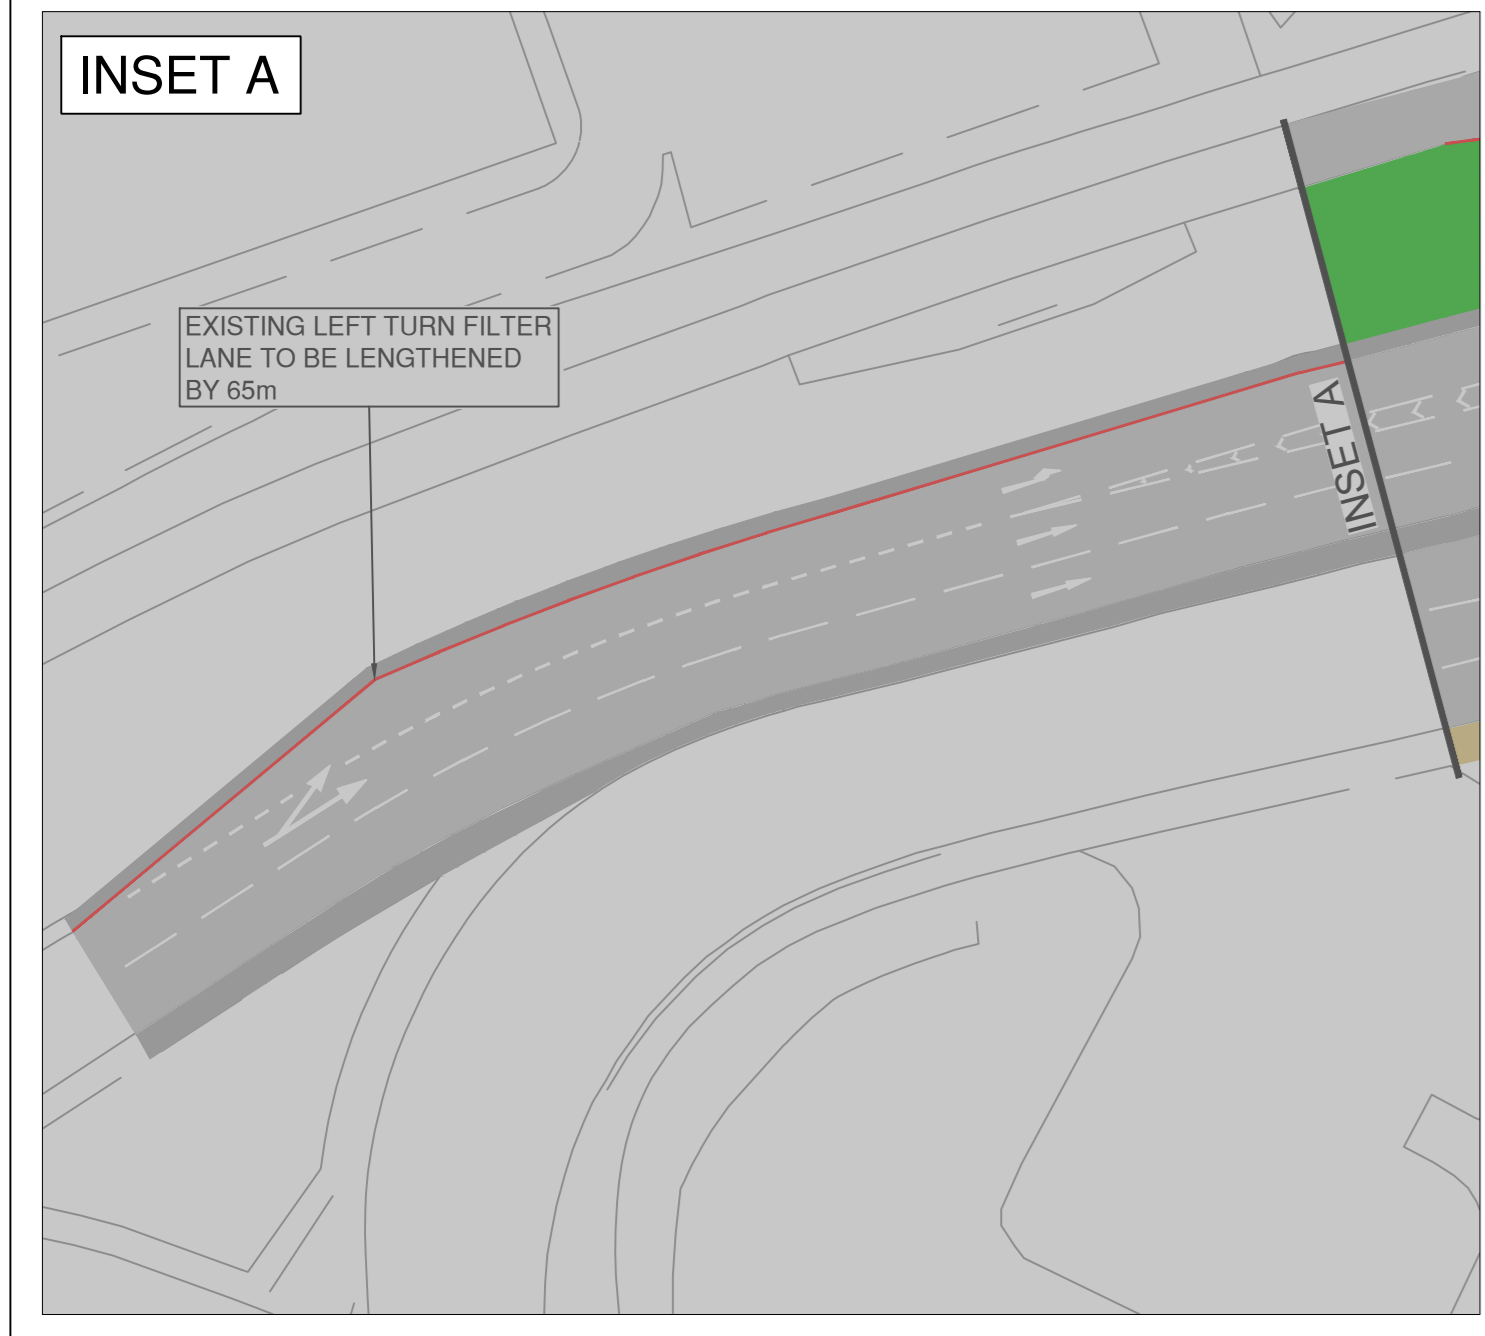 INSET A
EXISTING LEFT TURN FILTER
LANE TO BE LENGTHENED
BY 65m
INSET A